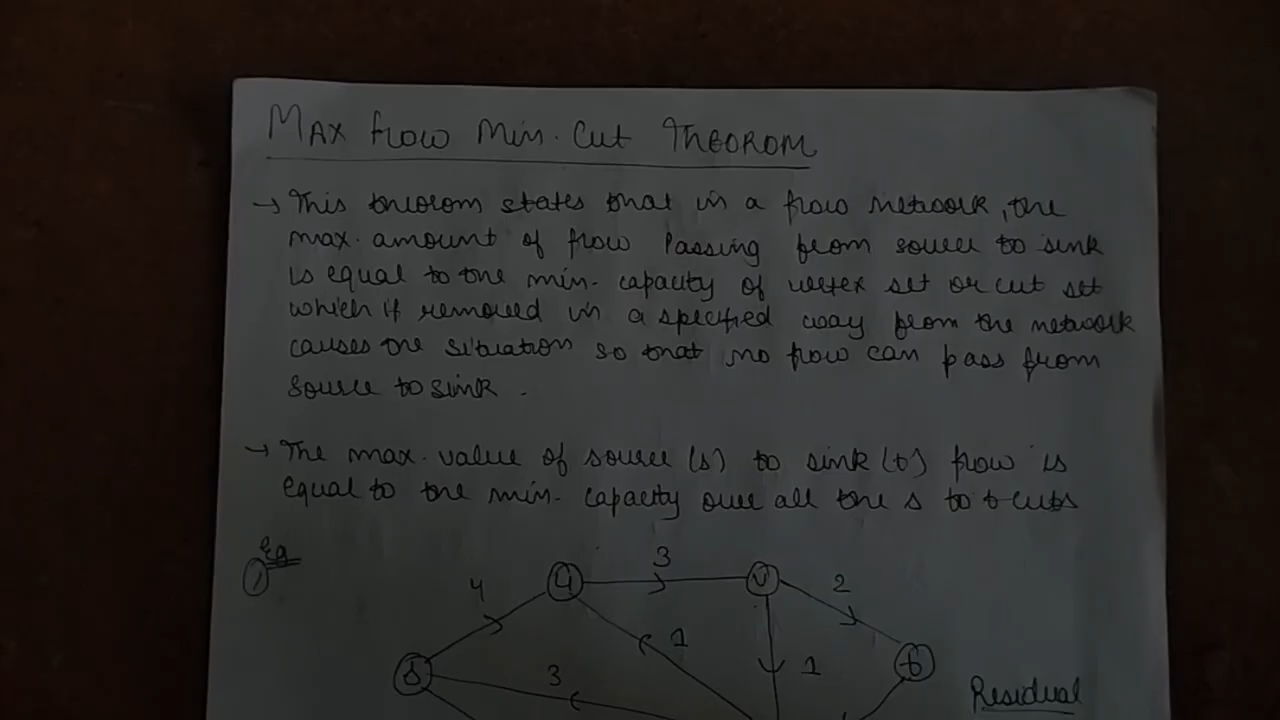 MAX flow Min. Cut THEOROM
→ This theorom states that in a flow network, the
max. amount of flow Passing from source to sink
is equal to the min. capacity of vertex set or cut set
which if removed in a specified way from the network
causes the situation so that no flow can pass from
source to sink.
→ The max. value of source (s) to sink (t) flow is
equal to the min. capacity over all the s to t cuts
Eg
1)
4 u 3 v 2
1 1 t
s 3
Residual